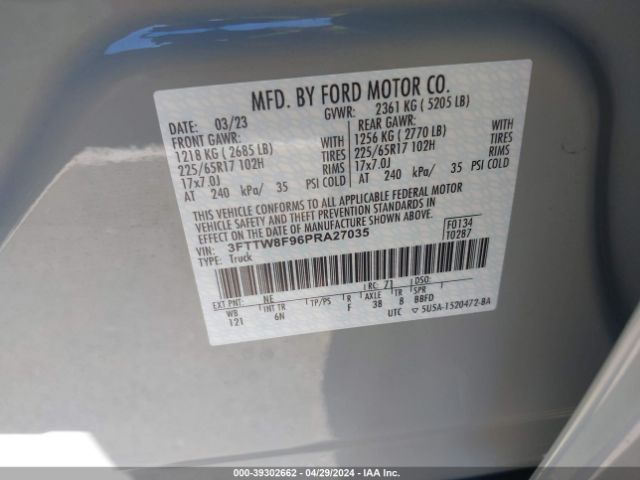 MFD. BY FORD MOTOR CO.
DATE: 03/23 GVWR: 2361 KG ( 5205 LB)
FRONT GAWR: REAR GAWR:
1218 KG ( 2685 LB) WITH 1256 KG ( 2770 LB) WITH
225/65R17 102H TIRES 225/65R17 102H TIRES
17x7.0J RIMS 17x7.0J RIMS
AT 240 kPa/ 35 PSI COLD AT 240 kPa/ 35 PSI COLD
THIS VEHICLE CONFORMS TO ALL APPLICABLE FEDERAL MOTOR
VEHICLE SAFETY AND THEFT PREVENTION STANDARDS IN
EFFECT ON THE DATE OF MANUFACTURE SHOWN ABOVE.
VIN: 3FTTW8F96PRA27035 F0134
TYPE: Truck T0287
EXT PNT: NE RC: 71 DSO:
WB INT TR TP/PS R AXLE TR SPR
121 6N F 38 8 BBFD
UTC 5USA-1520472-BA
000-39302662 - 04/29/2024 - IAA Inc.